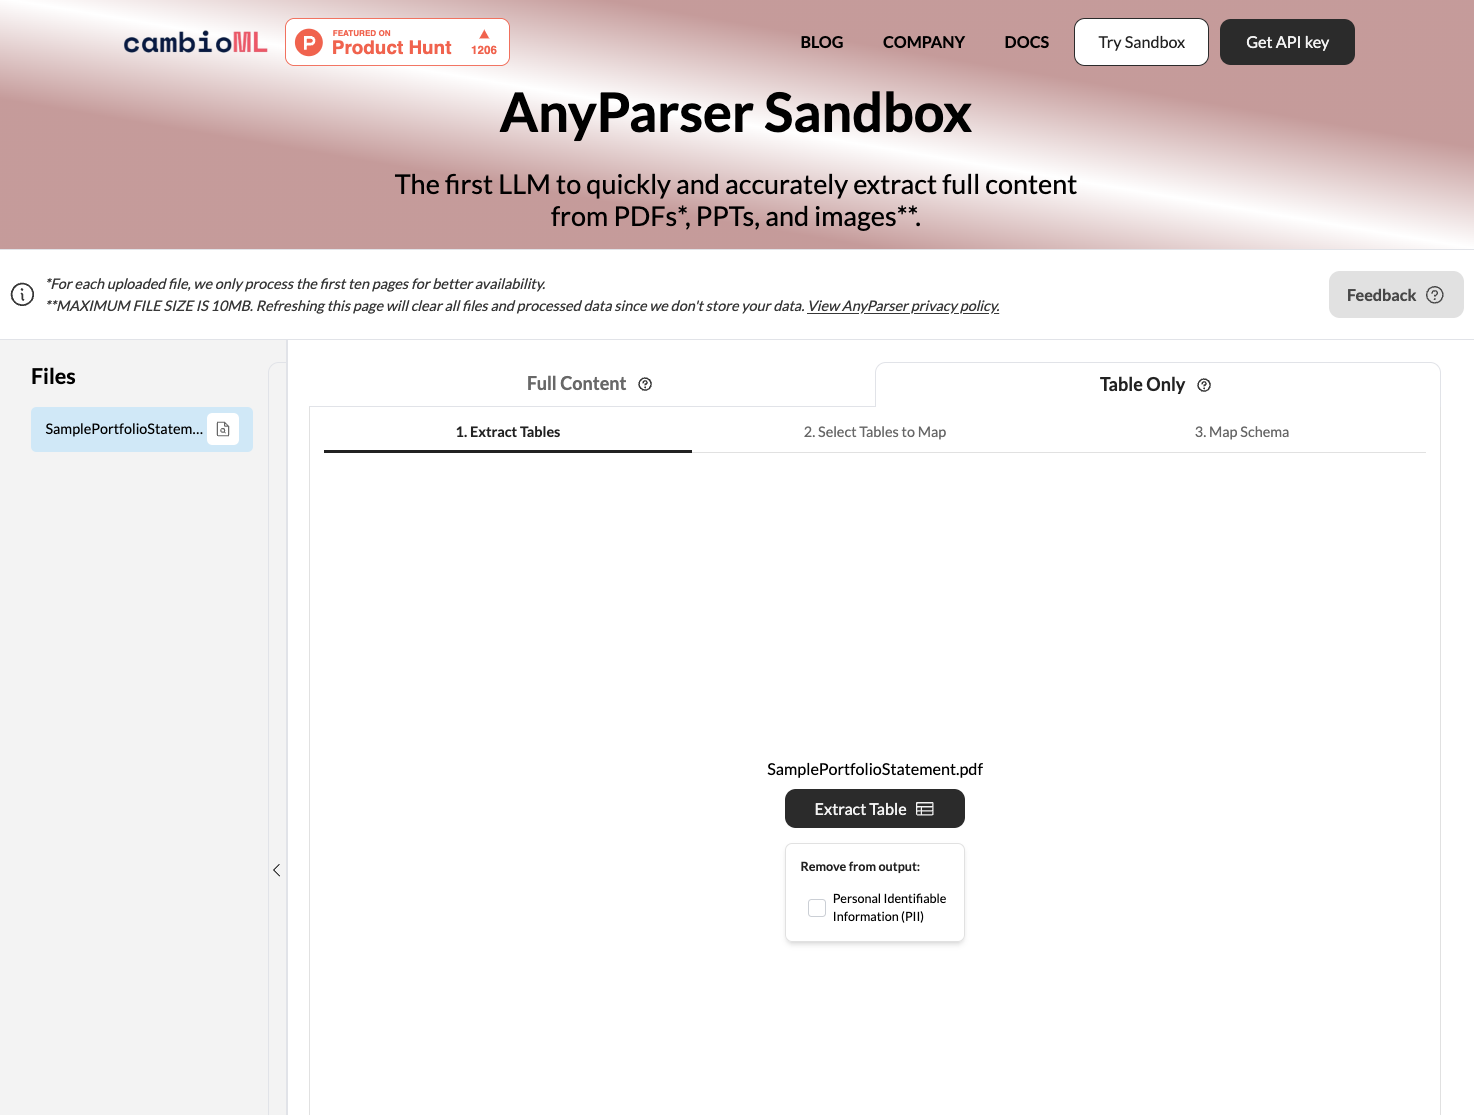 cambioML
FEATURED ON
Product Hunt
1206
BLOG
COMPANY
DOCS
Try Sandbox
Get API key
AnyParser Sandbox
The first LLM to quickly and accurately extract full content
from PDFs*, PPTs, and images**.
*For each uploaded file, we only process the first ten pages for better availability.
**MAXIMUM FILE SIZE IS 10MB. Refreshing this page will clear all files and processed data since we don't store your data. View AnyParser privacy policy.
Feedback
Files
SamplePortfolioStatem...
Full Content
Table Only
1. Extract Tables
2. Select Tables to Map
3. Map Schema
SamplePortfolioStatement.pdf
Extract Table
Remove from output:
Personal Identifiable
Information (PII)